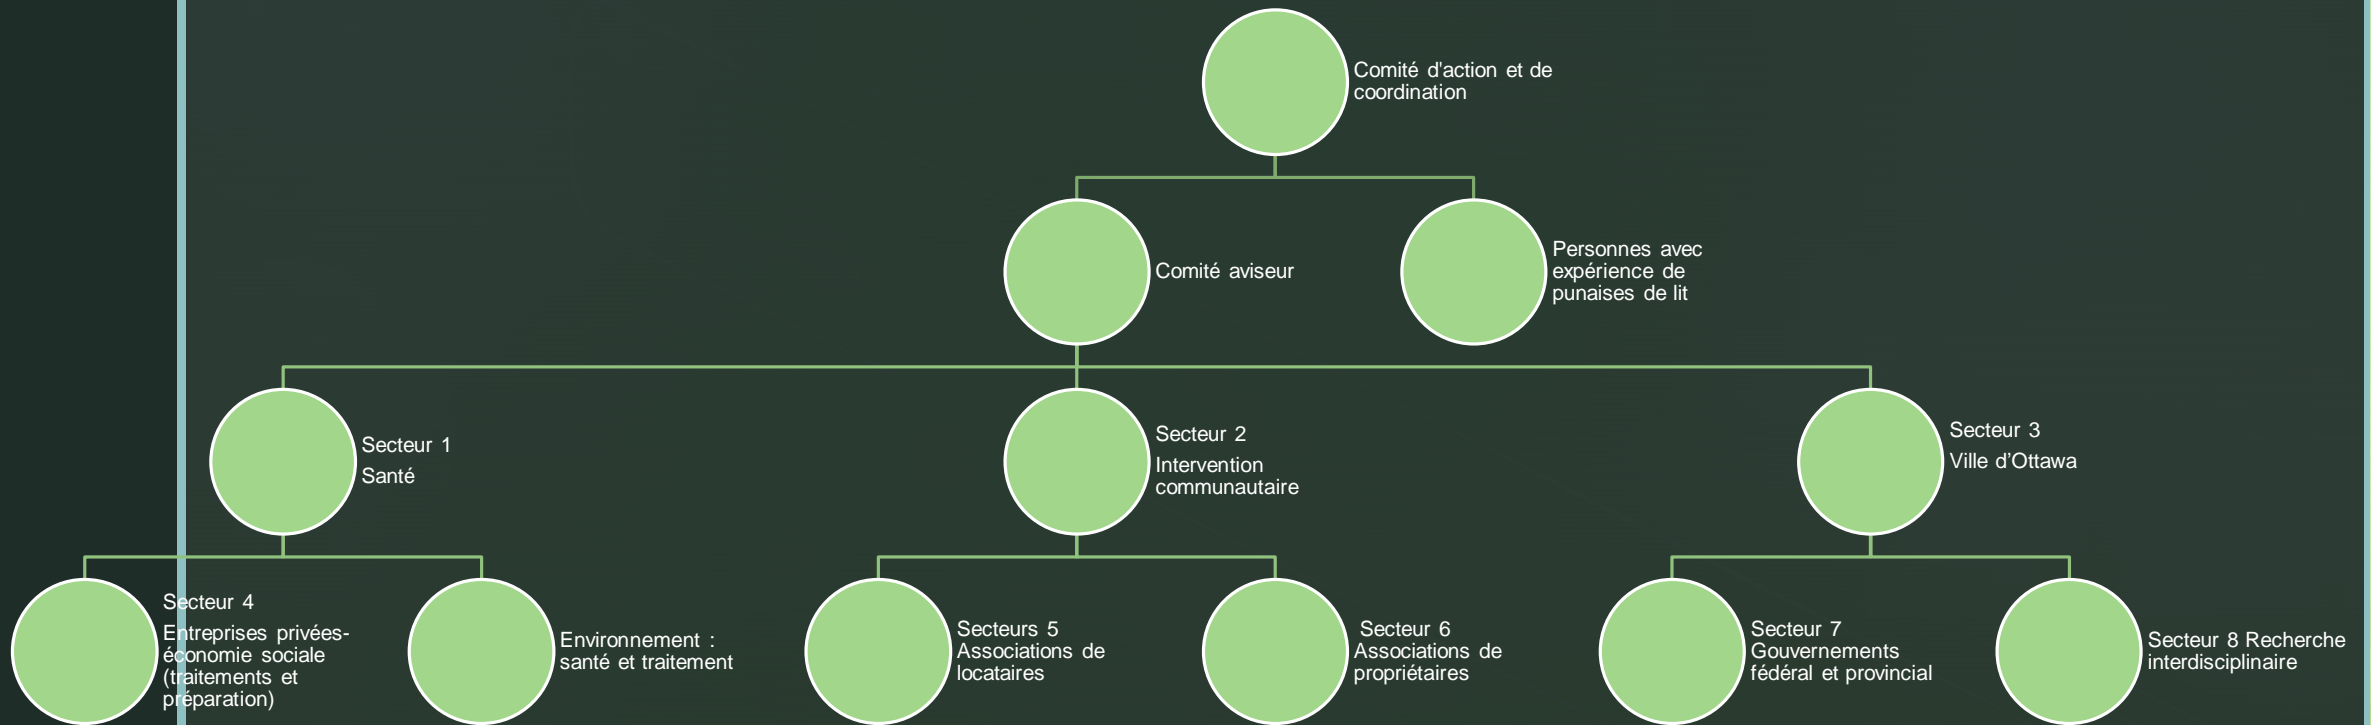 Comité d'action et de
coordination
Comité aviseur
Personnes avec
expérience de
punaises de lit
Secteur 1
Santé
Secteur 2
Intervention
communautaire
Secteur 3
Ville d’Ottawa
Secteur 4
Entreprises privées-
économie sociale
(traitements et
préparation)
Environnement :
santé et traitement
Secteurs 5
Associations de
locataires
Secteur 6
Associations de
propriétaires
Secteur 7
Gouvernements
fédéral et provincial
Secteur 8 Recherche
interdisciplinaire